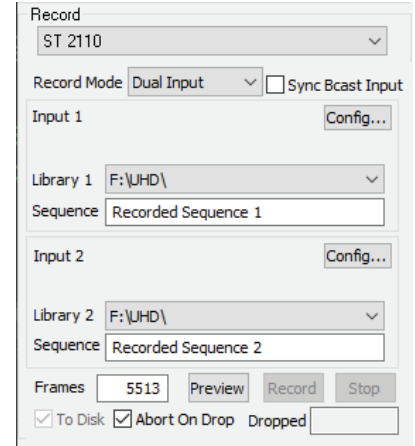 Record
ST 2110
Record Mode Dual Input Sync Bcast Input
Input 1 Config...
Library 1 F:\UHD\
Sequence Recorded Sequence 1
Input 2 Config...
Library 2 F:\UHD\
Sequence Recorded Sequence 2
Frames 5513 Preview Record Stop
To Disk Abort On Drop Dropped